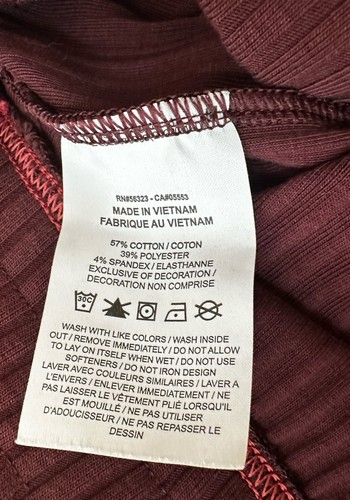 RN#56323 - CA#05553
MADE IN VIETNAM
FABRIQUE AU VIETNAM
57% COTTON / COTON
39% POLYESTER
4% SPANDEX / ELASTHANNE
EXCLUSIVE OF DECORATION /
DECORATION NON COMPRISE
30C
WASH WITH LIKE COLORS / WASH INSIDE
OUT / REMOVE IMMEDIATELY / DO NOT ALLOW
TO LAY ON ITSELF WHEN WET / DO NOT USE
SOFTENERS / DO NOT IRON DESIGN
LAVER AVEC COULEURS SIMILAIRES / LAVER A
L'ENVERS / ENLEVER IMMEDIATEMENT / NE
PAS LAISSER LE VÊTEMENT PLIÉ LORSQU'IL
EST MOUILLÉ / NE PAS UTILISER
D'ADOUCISSEUR / NE PAS REPASSER LE
DESSIN